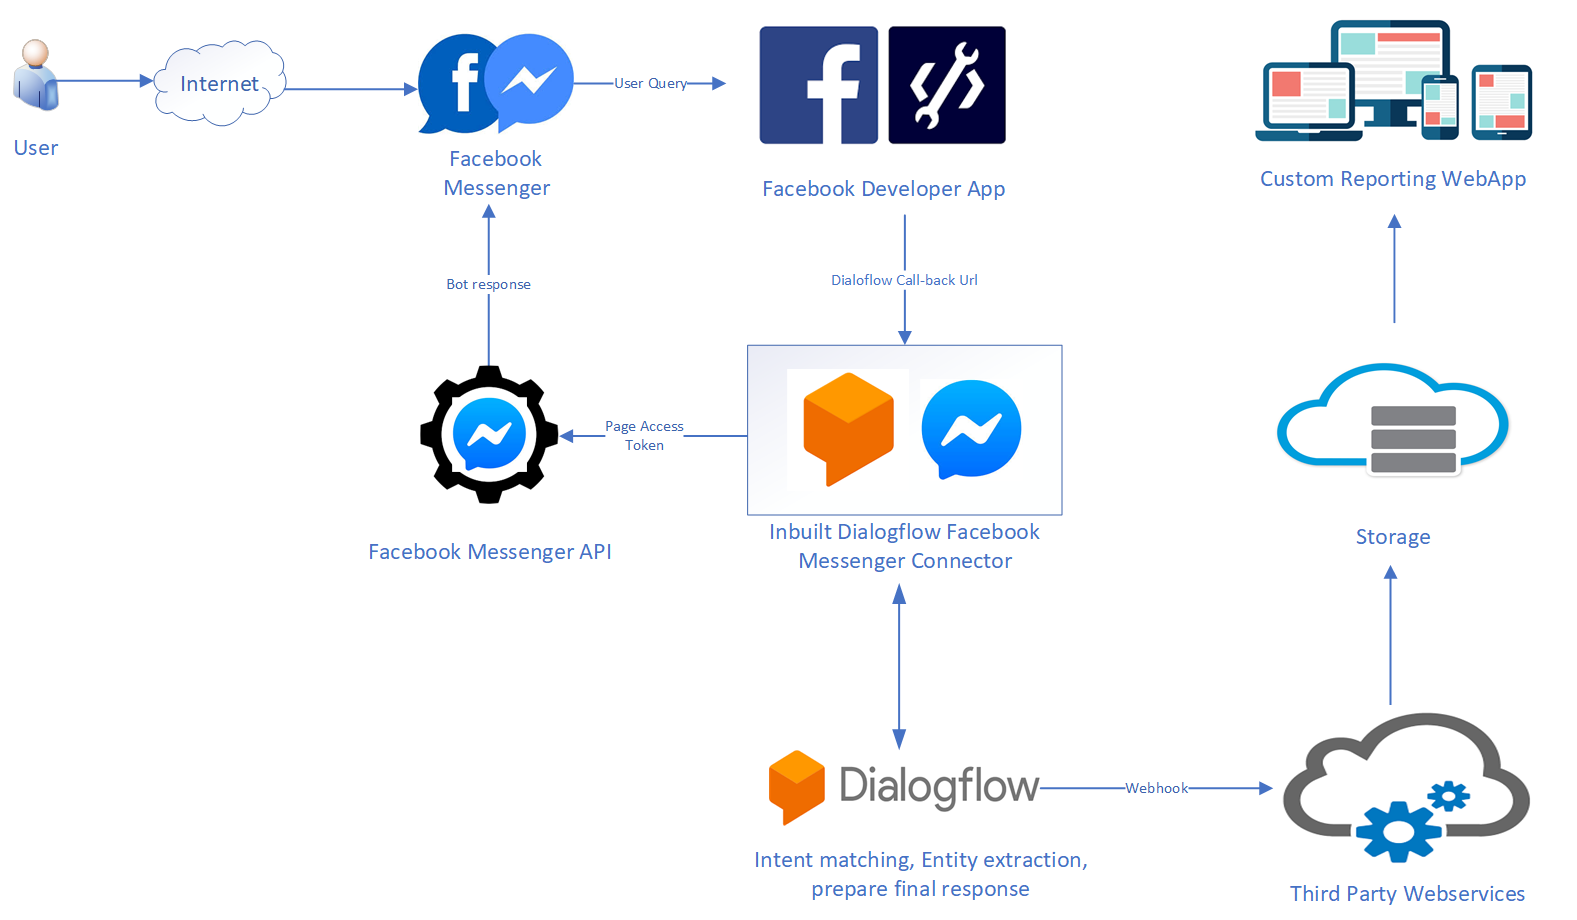 User
Internet
Facebook
Messenger
User Query
Facebook Developer App
Custom Reporting WebApp
Bot response
Dialoflow Call-back Url
Page Access
Token
Facebook Messenger API
Inbuilt Dialogflow Facebook
Messenger Connector
Storage
Dialogflow
Webhook
Intent matching, Entity extraction,
prepare final response
Third Party Webservices